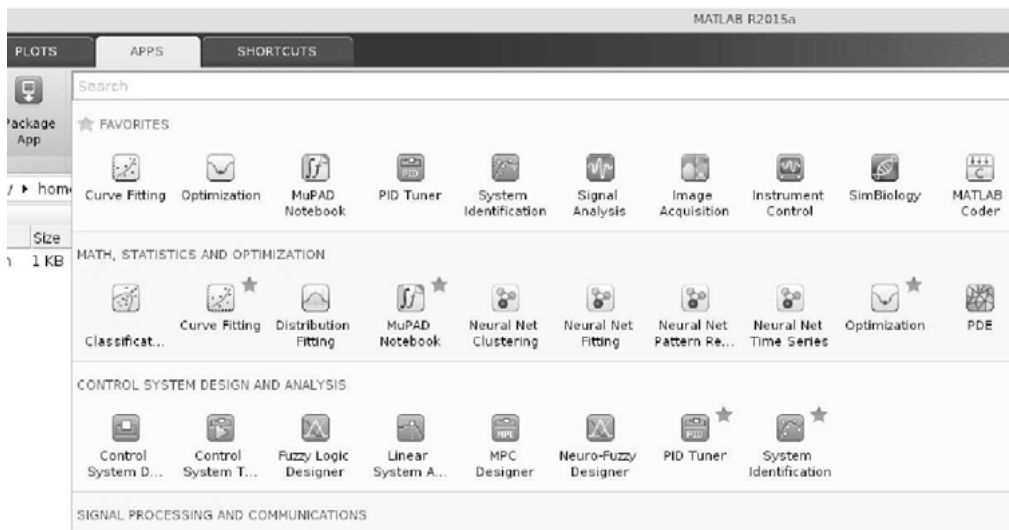 MATLAB R2015a
PLOTS APPS SHORTCUTS
Search
Package
App
FAVORITES
Curve Fitting Optimization MuPAD Notebook PID Tuner System Identification Signal Analysis Image Acquisition Instrument Control SimBiology MATLAB Coder
Size
1 KB
MATH, STATISTICS AND OPTIMIZATION
Classificat... Curve Fitting Distribution Fitting MuPAD Notebook Neural Net Clustering Neural Net Fitting Neural Net Pattern Re... Neural Net Time Series Optimization PDE
CONTROL SYSTEM DESIGN AND ANALYSIS
Control System D... Control System T... Fuzzy Logic Designer Linear System A... MPC Designer Neuro-Fuzzy Designer PID Tuner System Identification
SIGNAL PROCESSING AND COMMUNICATIONS